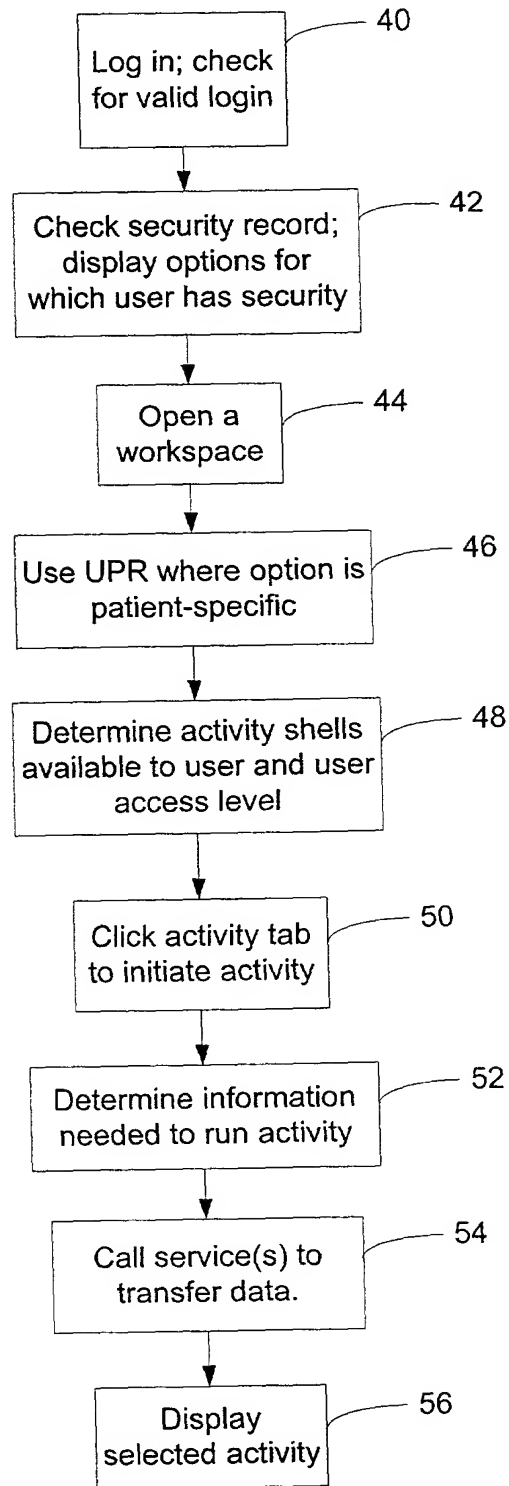 40
Log in; check
for valid login
42
Check security record;
display options for
which user has security
44
Open a
workspace
46
Use UPR where option is
patient-specific
48
Determine activity shells
available to user and user
access level
50
Click activity tab
to initiate activity
52
Determine information
needed to run activity
54
Call service(s) to
transfer data.
56
Display
selected activity